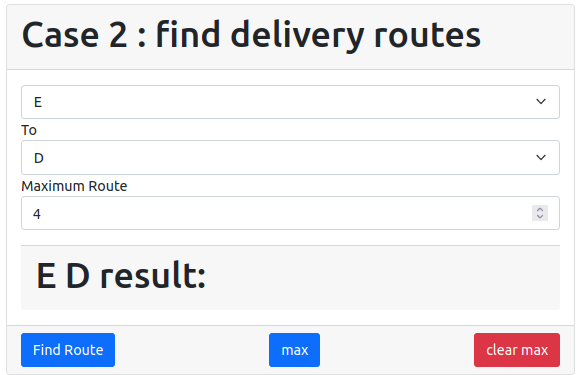 Case 2 : find delivery routes
E
To
D
Maximum Route
4
E D result:
Find Route max clear max